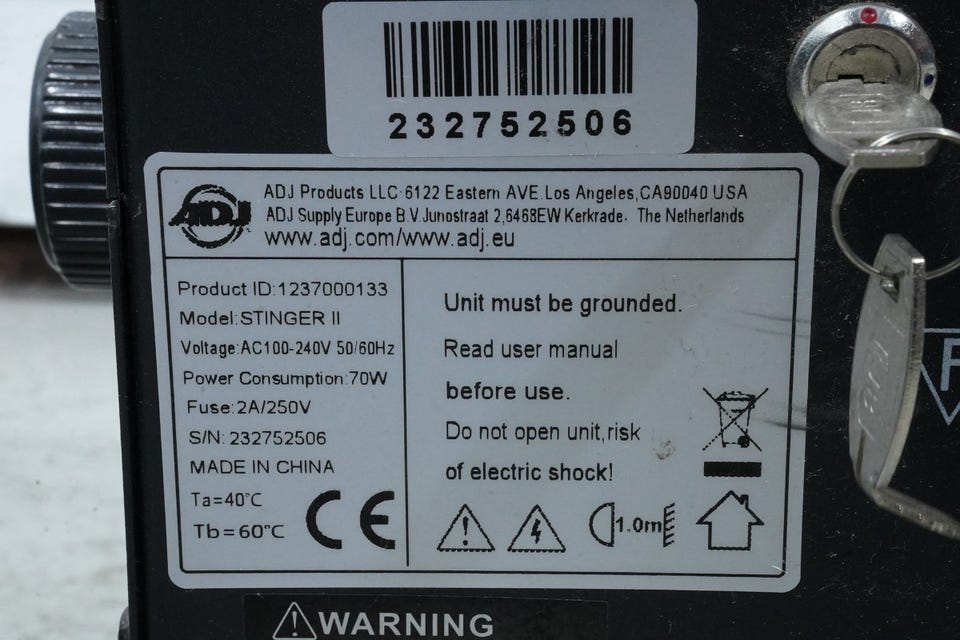 232752506
ADJ
ADJ Products LLC·6122 Eastern AVE.Los Angeles,CA90040 USA
ADJ Supply Europe B.V.Junostraat 2,6468EW Kerkrade. The Netherlands
www.adj.com/www.adj.eu
Product ID:1237000133
Model:STINGER II
Voltage:AC100-240V 50/60Hz
Power Consumption:70W
Fuse:2A/250V
S/N: 232752506
MADE IN CHINA
Ta=40°C
Tb=60°C
CE
Unit must be grounded.
Read user manual
before use.
Do not open unit,risk
of electric shock!
1.0m
WARNING